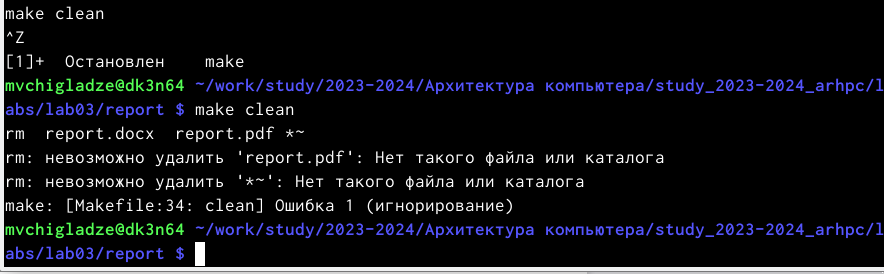 make clean
^Z
[1]+  Остановлен    make
mvchigladze@dk3n64 ~/work/study/2023-2024/Архитектура компьютера/study_2023-2024_arhpc/l
abs/lab03/report $ make clean
rm  report.docx  report.pdf *~
rm: невозможно удалить 'report.pdf': Нет такого файла или каталога
rm: невозможно удалить '*~': Нет такого файла или каталога
make: [Makefile:34: clean] Ошибка 1 (игнорирование)
mvchigladze@dk3n64 ~/work/study/2023-2024/Архитектура компьютера/study_2023-2024_arhpc/l
abs/lab03/report $